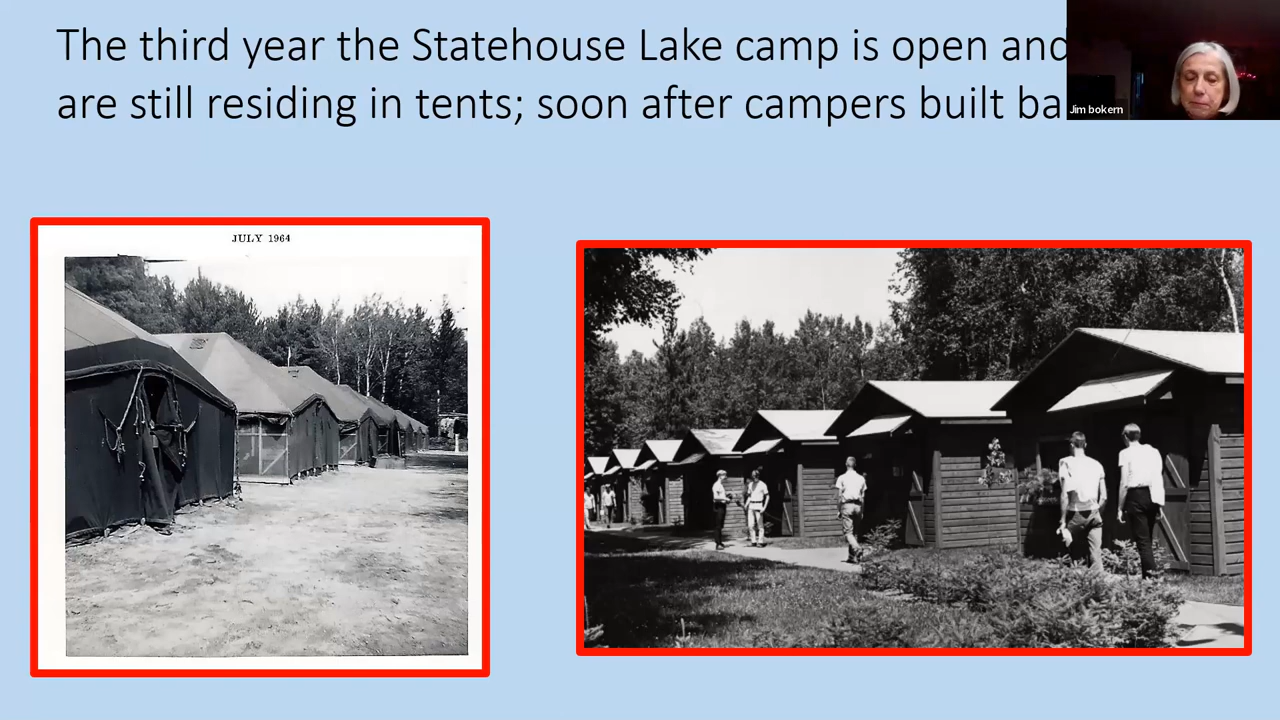 The third year the Statehouse Lake camp is open and
are still residing in tents; soon after campers built
Jim bokern
JULY 1964